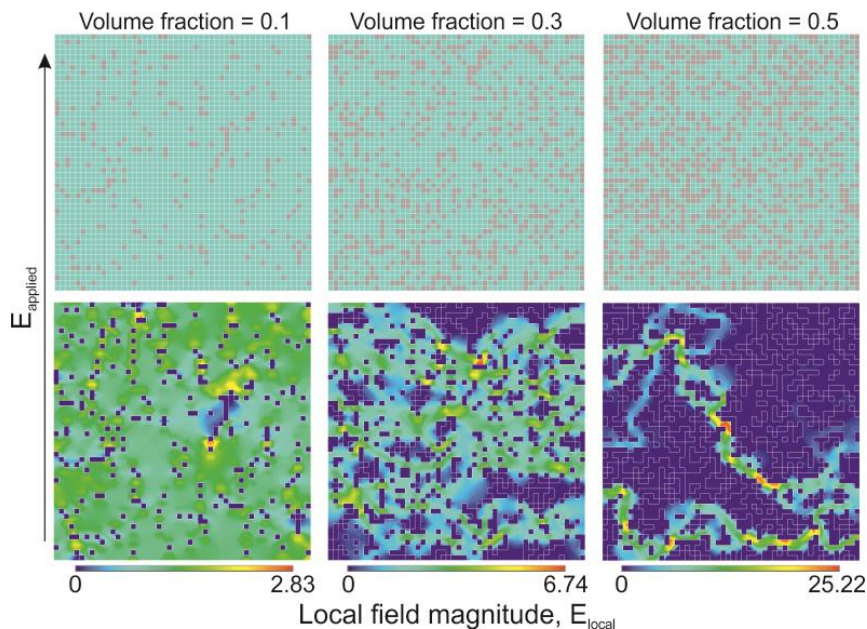 Volume fraction = 0.1
Volume fraction = 0.3
Volume fraction = 0.5
E_applied
0
2.83
0
6.74
0
25.22
Local field magnitude, E_local